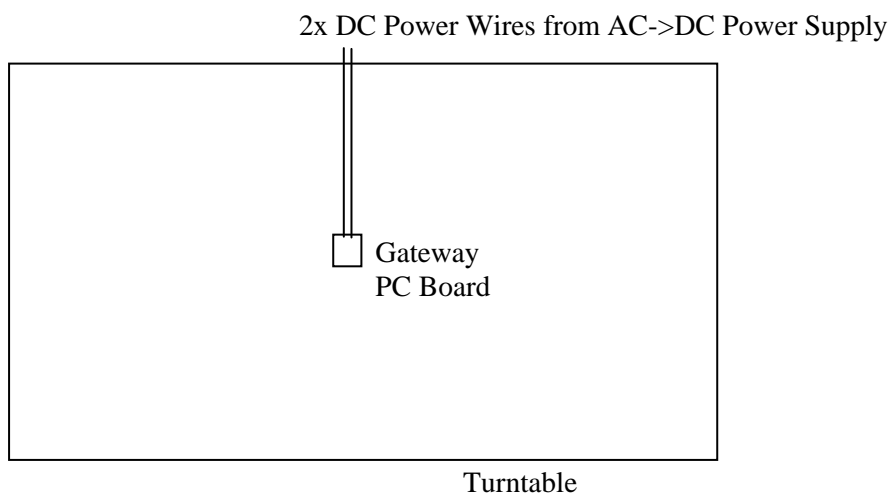 2x DC Power Wires from AC->DC Power Supply
Gateway
PC Board
Turntable